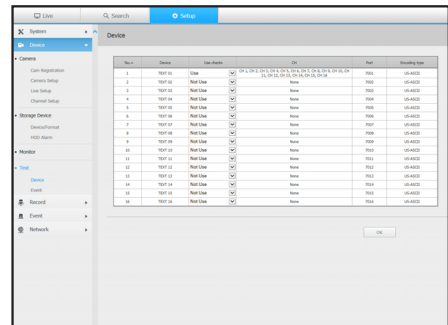 Live
Search
Setup
System
Device
Camera
Cam Registration
Camera Setup
Live Setup
Channel Setup
Storage Device
Device/Format
HDD Alarm
Monitor
Text
Device
Event
Record
Event
Network
Device
No. Device Use checks CH Port Encoding type
1 TEXT 01 Use CH 1, CH 2, CH 3, CH 4, CH 5, CH 6, CH 7, CH 8, CH 9, CH 10, CH
11, CH 12, CH 13, CH 14, CH 15, CH 16 7001 US-ASCII
2 TEXT 02 Not Use None 7002 US-ASCII
3 TEXT 03 Not Use None 7003 US-ASCII
4 TEXT 04 Not Use None 7004 US-ASCII
5 TEXT 05 Not Use None 7005 US-ASCII
6 TEXT 06 Not Use None 7006 US-ASCII
7 TEXT 07 Not Use None 7007 US-ASCII
8 TEXT 08 Not Use None 7008 US-ASCII
9 TEXT 09 Not Use None 7009 US-ASCII
10 TEXT 10 Not Use None 7010 US-ASCII
11 TEXT 11 Not Use None 7011 US-ASCII
12 TEXT 12 Not Use None 7012 US-ASCII
13 TEXT 13 Not Use None 7013 US-ASCII
14 TEXT 14 Not Use None 7014 US-ASCII
15 TEXT 15 Not Use None 7015 US-ASCII
16 TEXT 16 Not Use None 7016 US-ASCII
OK